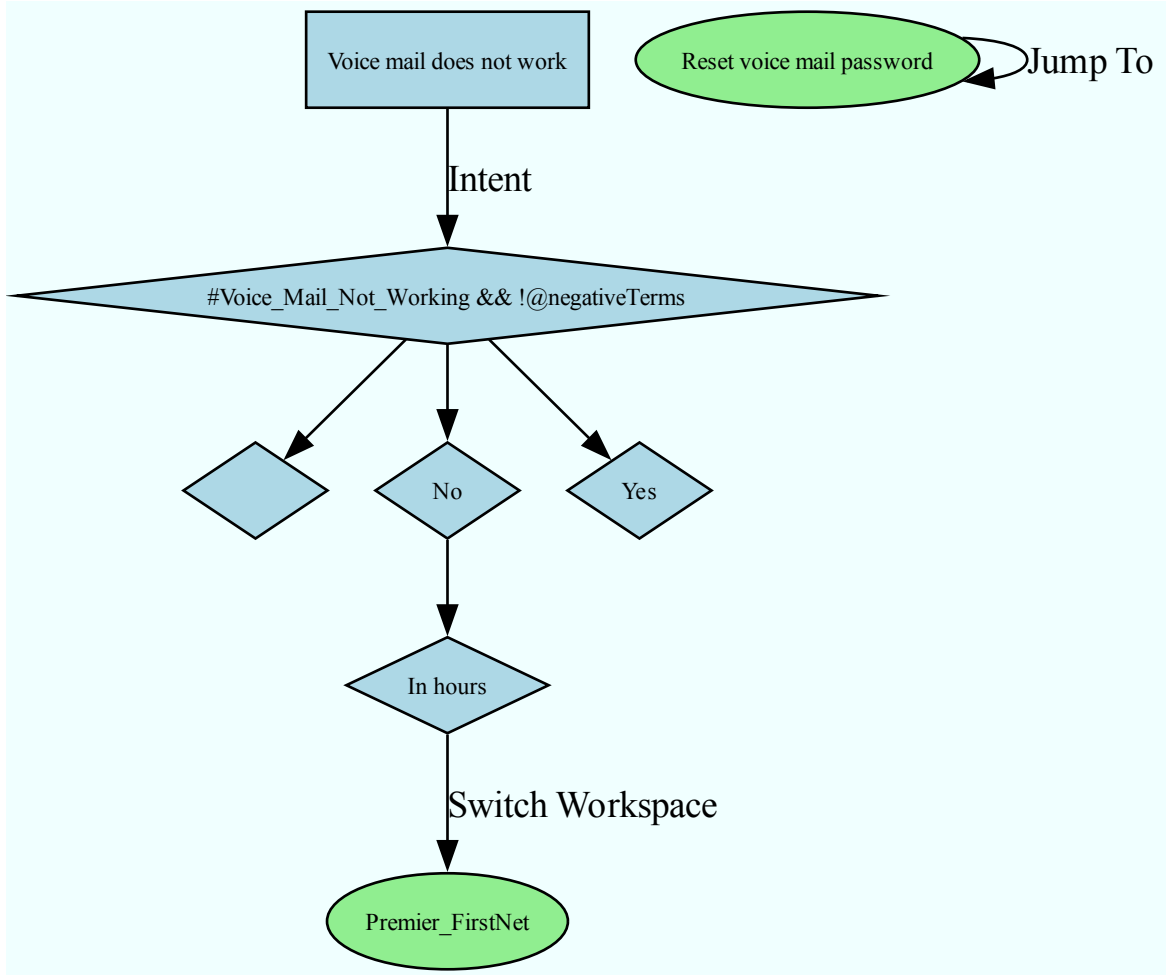 Voice mail does not work
Reset voice mail password
Jump To
Intent
#Voice_Mail_Not_Working && !@negativeTerms
No
Yes
In hours
Switch Workspace
Premier_FirstNet